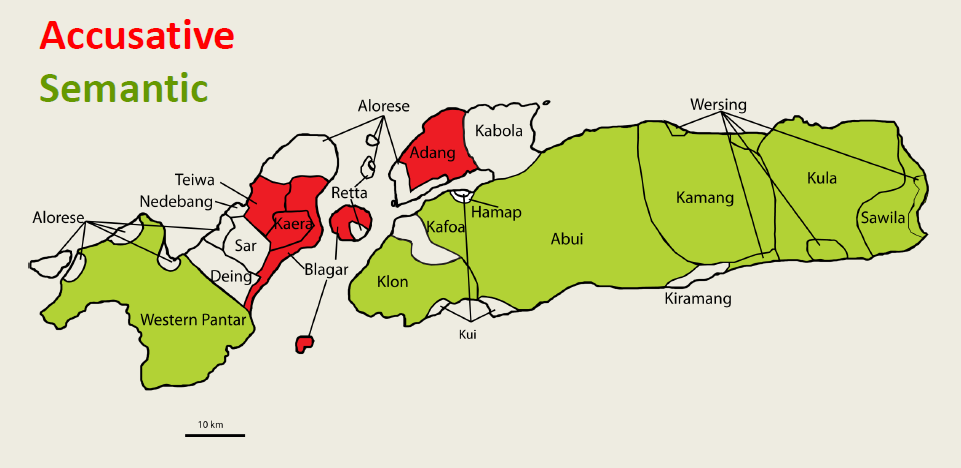 Accusative
Semantic
Alorese
Wersing
Kabola
Adang
Teiwa
Retta
Nedebang
Kula
Kamang
Alorese
Kaera
Hamap
Sawila
Kafoa
Sar
Abui
Blagar
Deing
Klon
Kiramang
Western Pantar
Kui
10 km